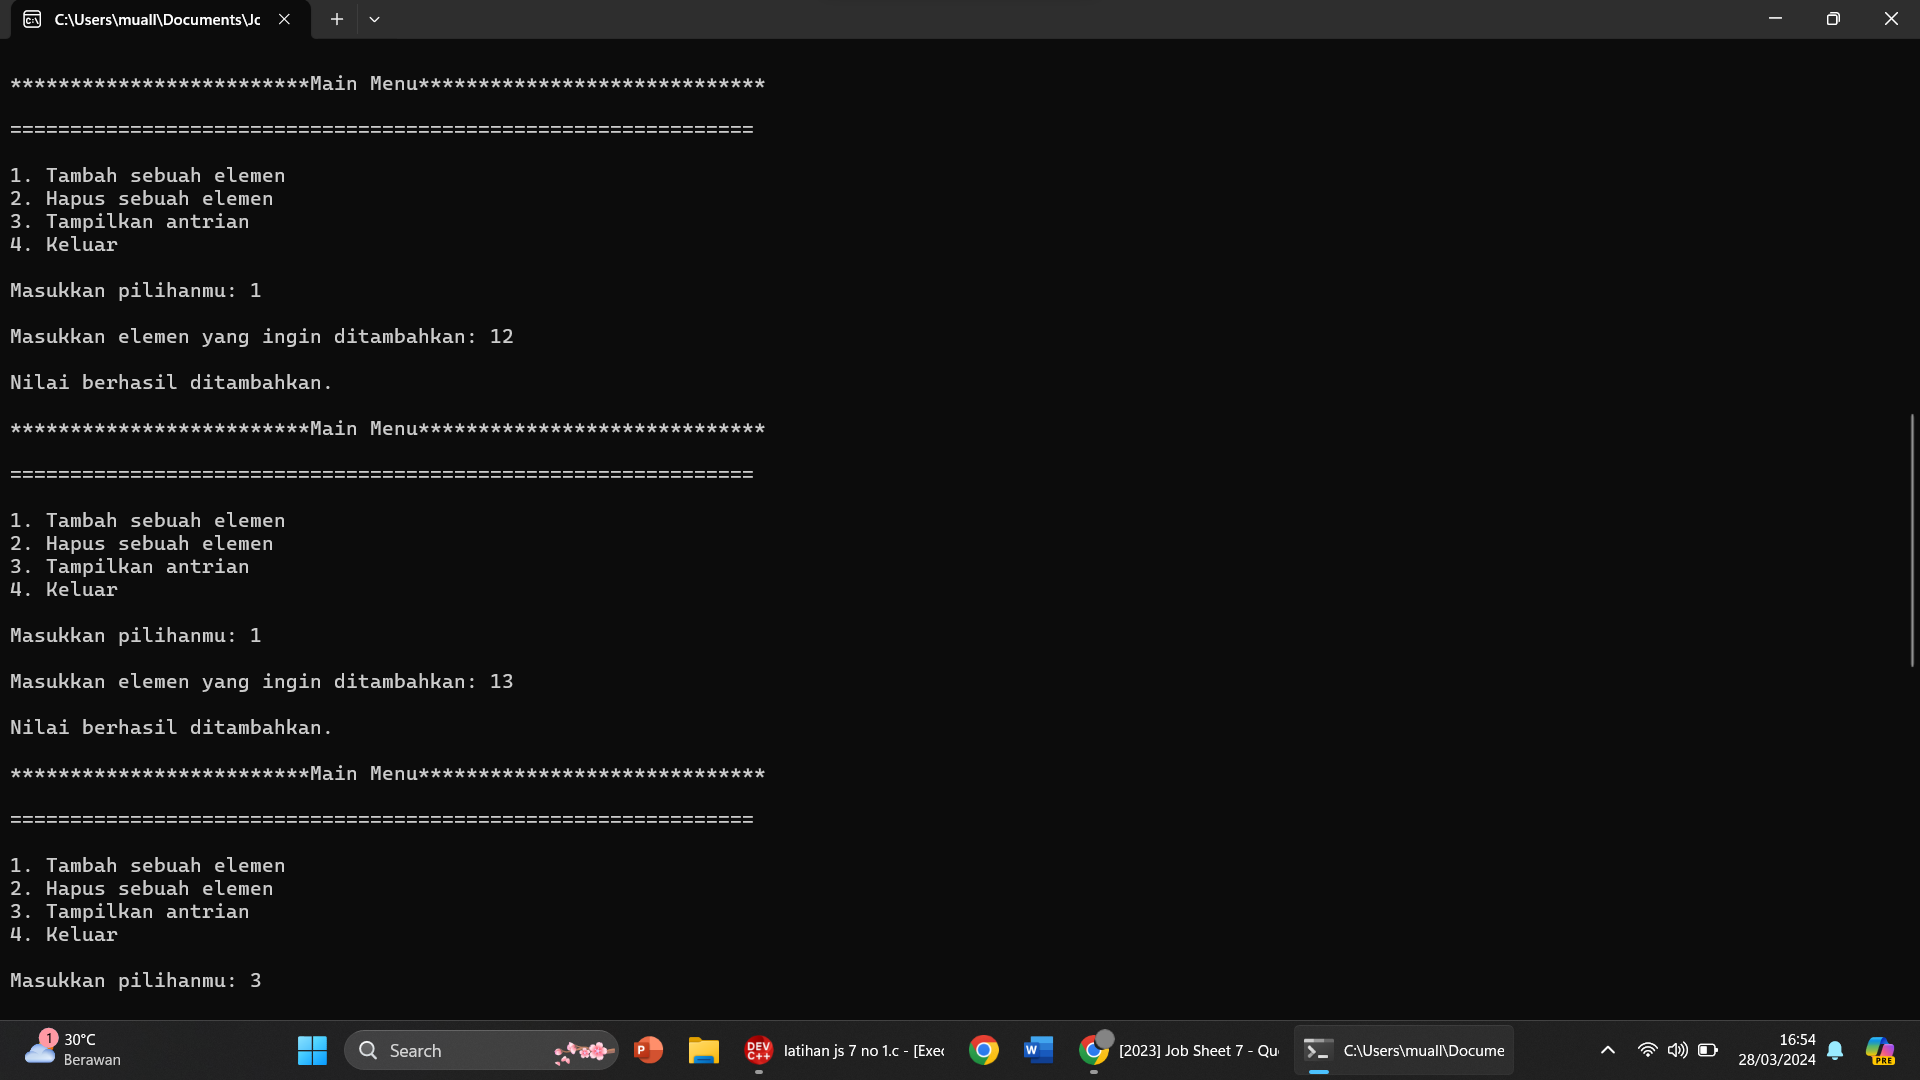 C:\Users\muall\Documents\Jc
*************************Main Menu*****************************
==============================================================
1. Tambah sebuah elemen
2. Hapus sebuah elemen
3. Tampilkan antrian
4. Keluar
Masukkan pilihanmu: 1
Masukkan elemen yang ingin ditambahkan: 12
Nilai berhasil ditambahkan.
*************************Main Menu*****************************
==============================================================
1. Tambah sebuah elemen
2. Hapus sebuah elemen
3. Tampilkan antrian
4. Keluar
Masukkan pilihanmu: 1
Masukkan elemen yang ingin ditambahkan: 13
Nilai berhasil ditambahkan.
*************************Main Menu*****************************
==============================================================
1. Tambah sebuah elemen
2. Hapus sebuah elemen
3. Tampilkan antrian
4. Keluar
Masukkan pilihanmu: 3
1
30°C
Berawan
Search
P
DEV
C++
latihan js 7 no 1.c - [Exec
W
[2023] Job Sheet 7 - Qu
C:\Users\muall\Docume
16:54
28/03/2024
PRE